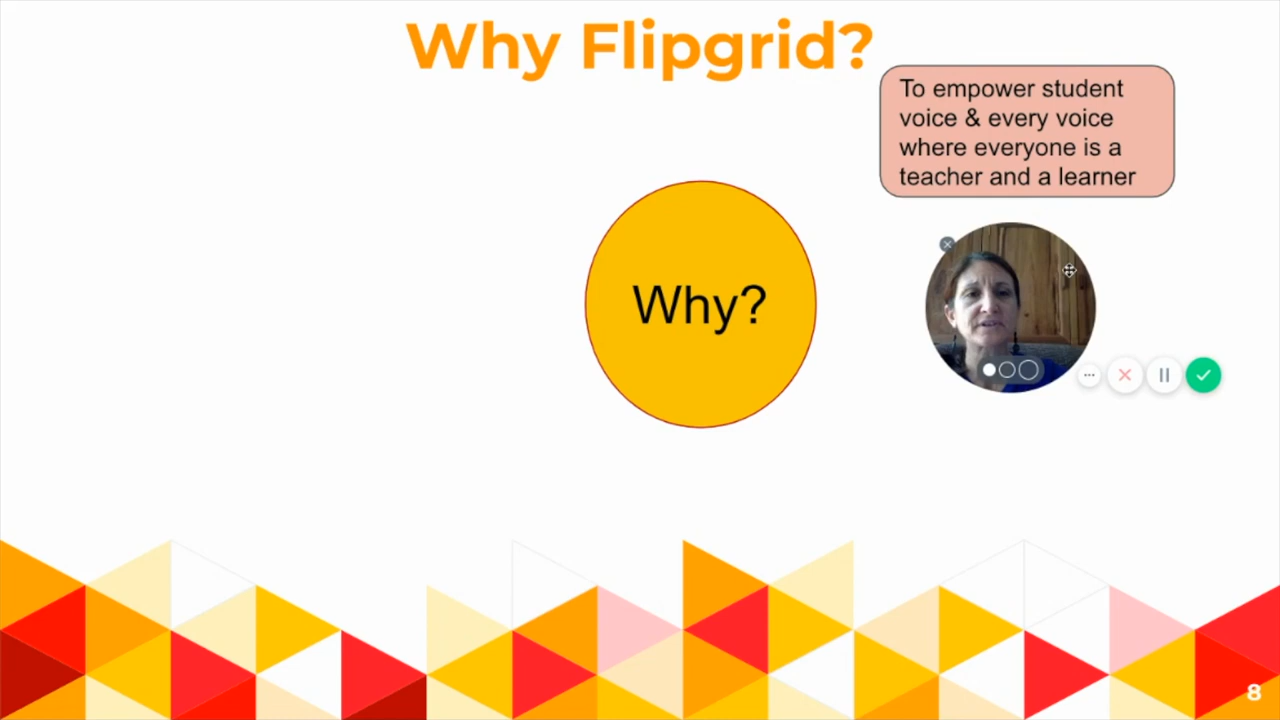 Why Flipgrid?
To empower student
voice & every voice
where everyone is a
teacher and a learner
Why?
8